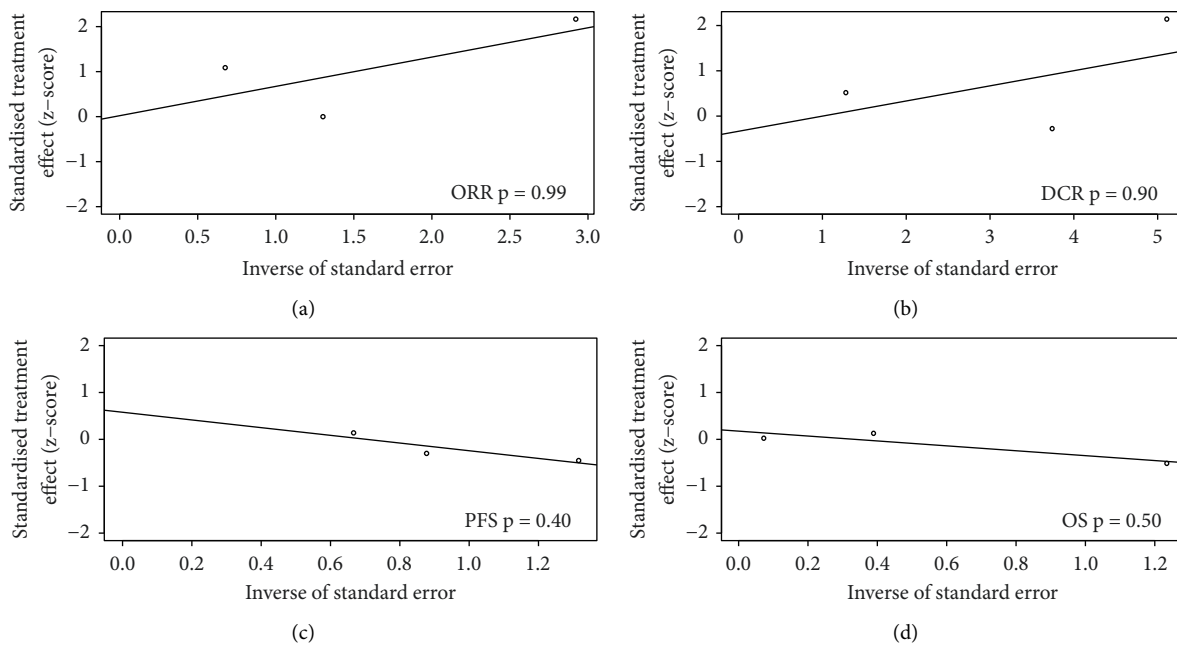 Standardised treatment
effect (z−score)
2
1
0
−1
−2
ORR p = 0.99
0.0 0.5 1.0 1.5 2.0 2.5 3.0
Inverse of standard error
(a)
Standardised treatment
effect (z−score)
2
1
0
−1
−2
DCR p = 0.90
0 1 2 3 4 5
Inverse of standard error
(b)
Standardised treatment
effect (z−score)
2
1
0
−1
−2
PFS p = 0.40
0.0 0.2 0.4 0.6 0.8 1.0 1.2
Inverse of standard error
(c)
Standardised treatment
effect (z−score)
2
1
0
−1
−2
OS p = 0.50
0.0 0.2 0.4 0.6 0.8 1.0 1.2
Inverse of standard error
(d)